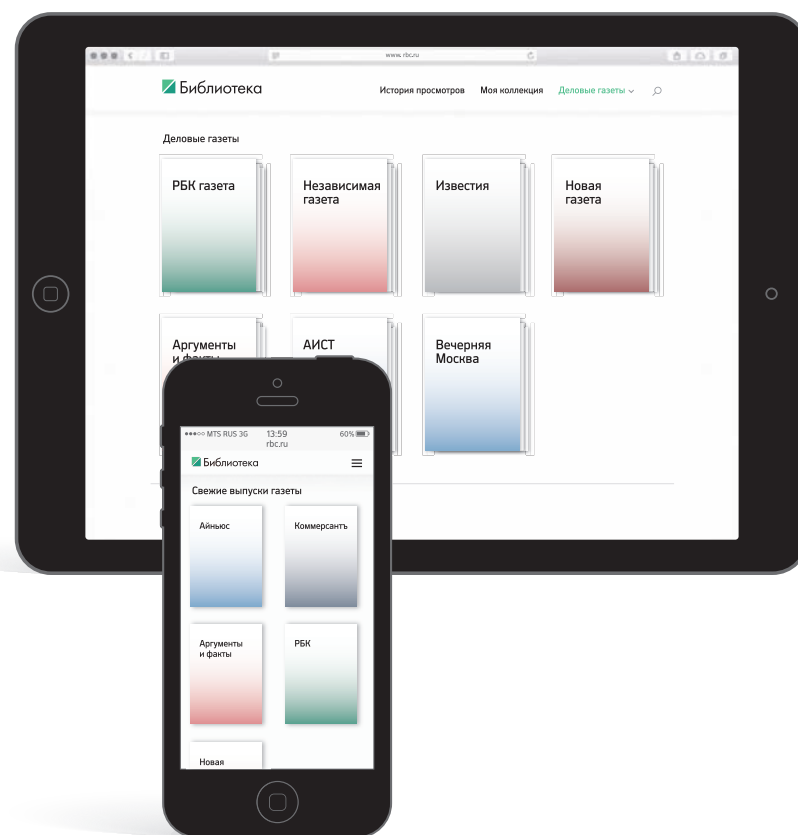 www. rbc.ru
Библиотека
История просмотров Моя коллекция Деловые газеты
Деловые газеты
РБК газета
Независимая
газета
Известия
Новая
газета
Аргументы
и факты
АИСТ
Вечерняя
Москва
MTS RUS 3G 13:59 60%
rbc.ru
Библиотека
Свежие выпуски газеты
Айньюс
Коммерсантъ
Аргументы
и факты
РБК
Новая